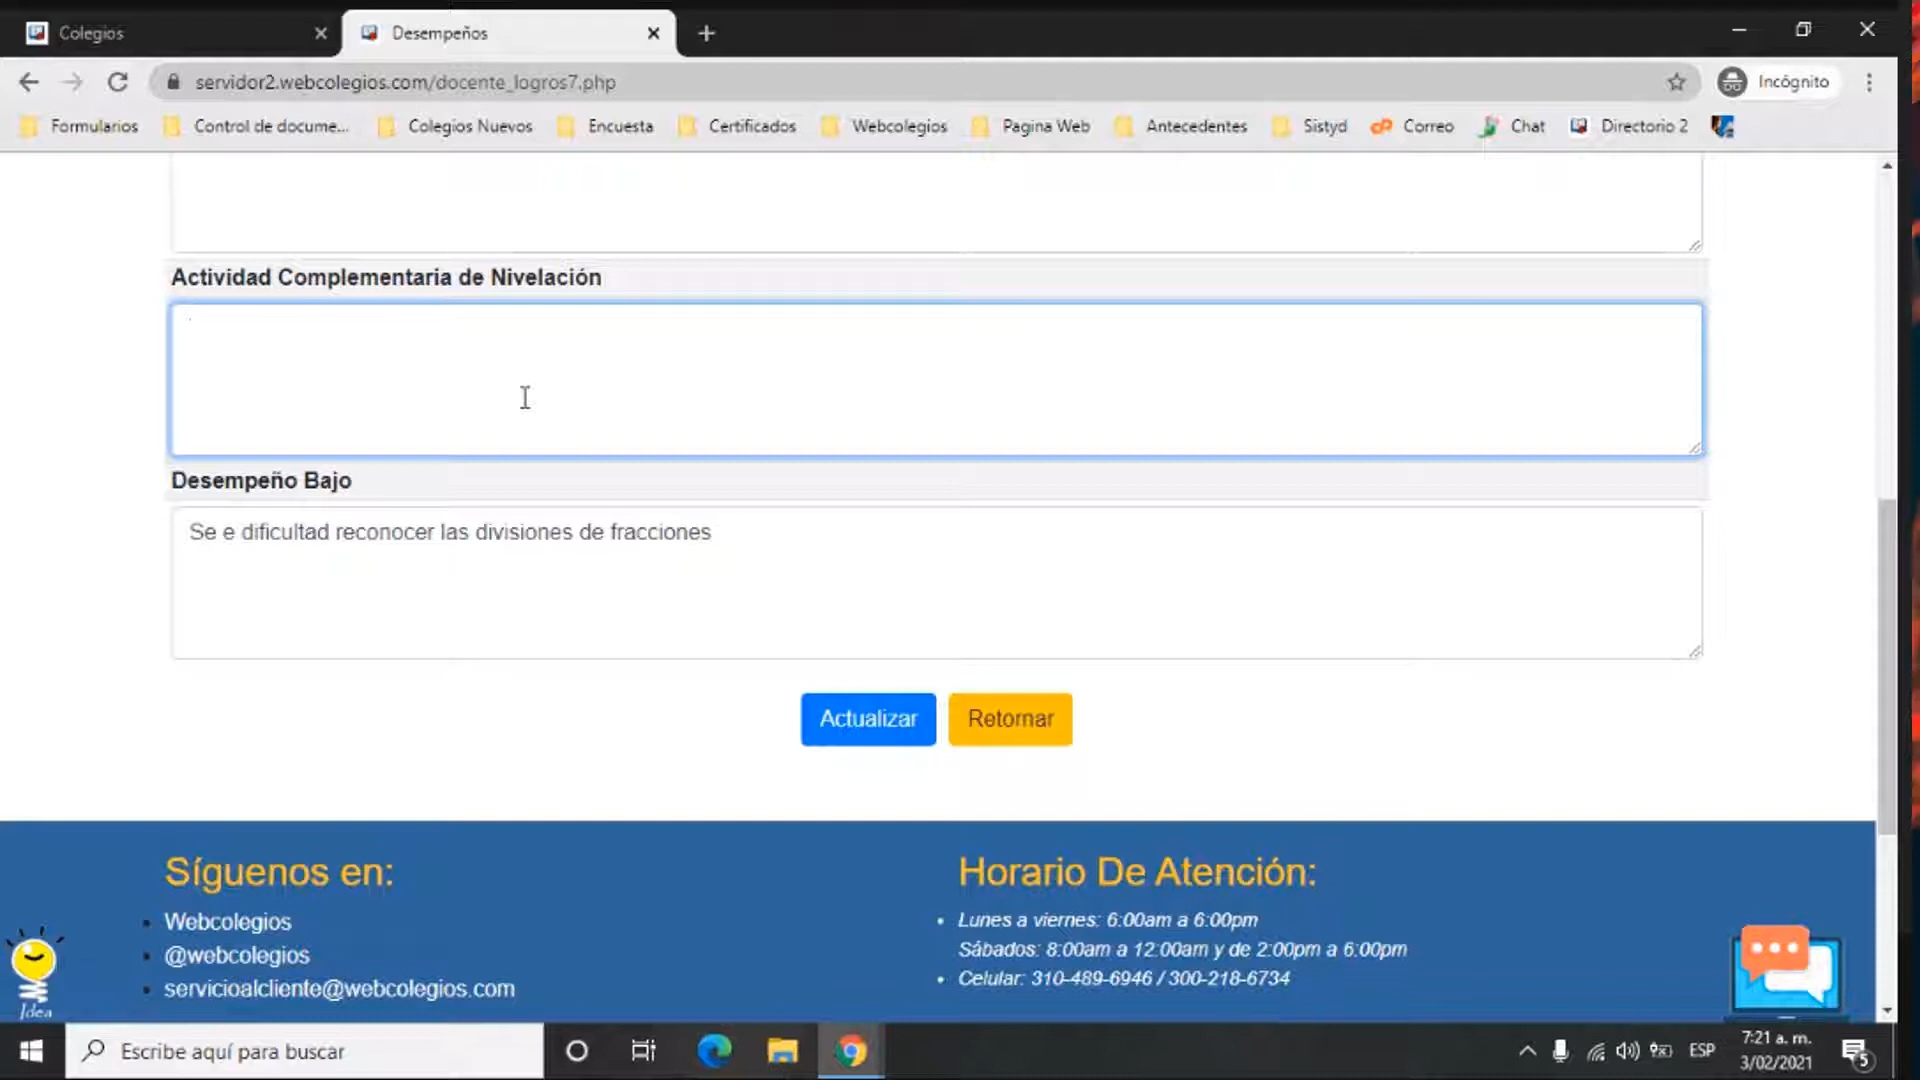 Colegios
Desempeños
servidor2.webcolegios.com/docente_logros7.php
Incógnito
Formularios
Control de docume...
Colegios Nuevos
Encuesta
Certificados
Webcolegios
Pagina Web
Antecedentes
Sistyd
Correo
Chat
Directorio 2
Actividad Complementaria de Nivelación
Desempeño Bajo
Se e dificultad reconocer las divisiones de fracciones
Actualizar
Retornar
Síguenos en:
Webcolegios
@webcolegios
servicioalcliente@webcolegios.com
Horario De Atención:
Lunes a viernes: 6:00am a 6:00pm
Sábados: 8:00am a 12:00am y de 2:00pm a 6:00pm
Celular: 310-489-6946 / 300-218-6734
Idea
Escribe aquí para buscar
ESP
7:21 a. m.
3/02/2021
5